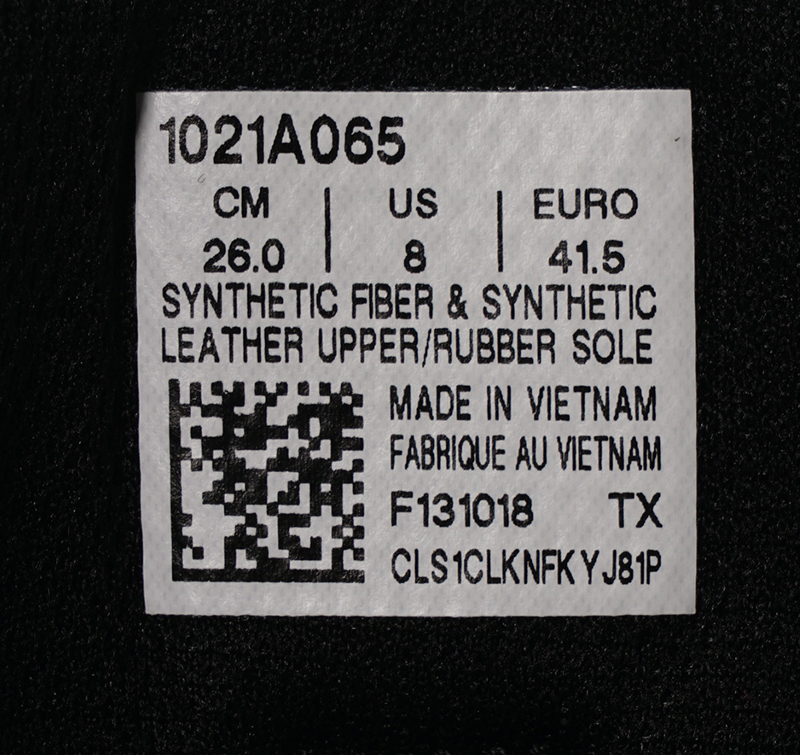 1021A065
CM | US | EURO
26.0 | 8 | 41.5
SYNTHETIC FIBER & SYNTHETIC
LEATHER UPPER/RUBBER SOLE
MADE IN VIETNAM
FABRIQUE AU VIETNAM
F131018 TX
CLS1CLKNFKYJ81P